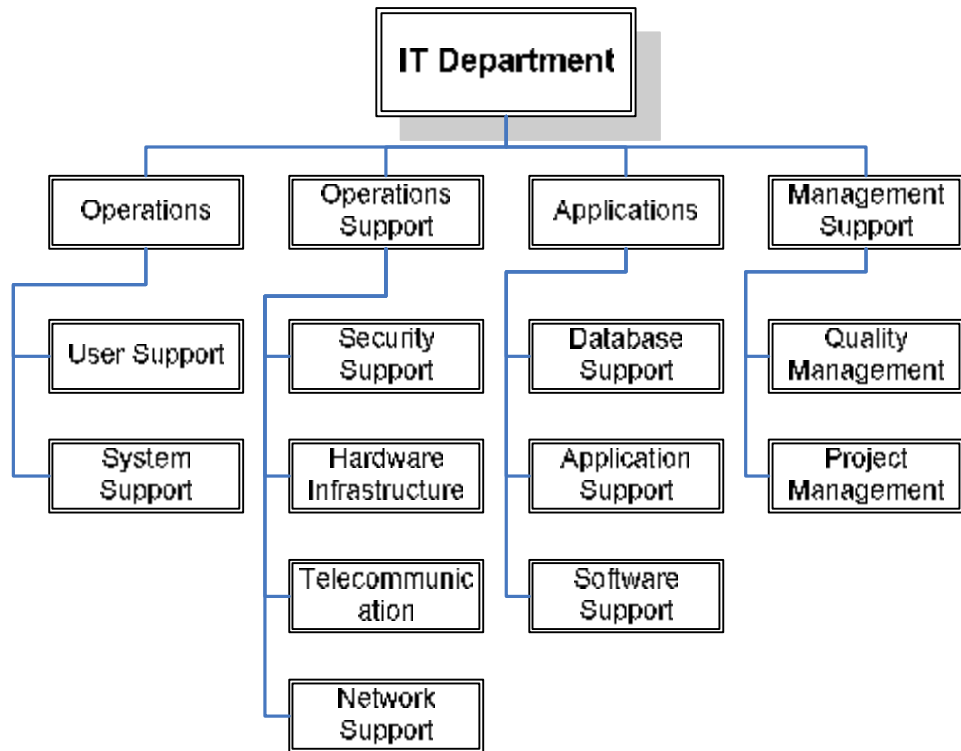 IT Department
Operations
Operations
Support
Applications
Management
Support
User Support
Security
Support
Database
Support
Quality
Management
System
Support
Hardware
Infrastructure
Application
Support
Project
Management
Telecommunic
ation
Software
Support
Network
Support